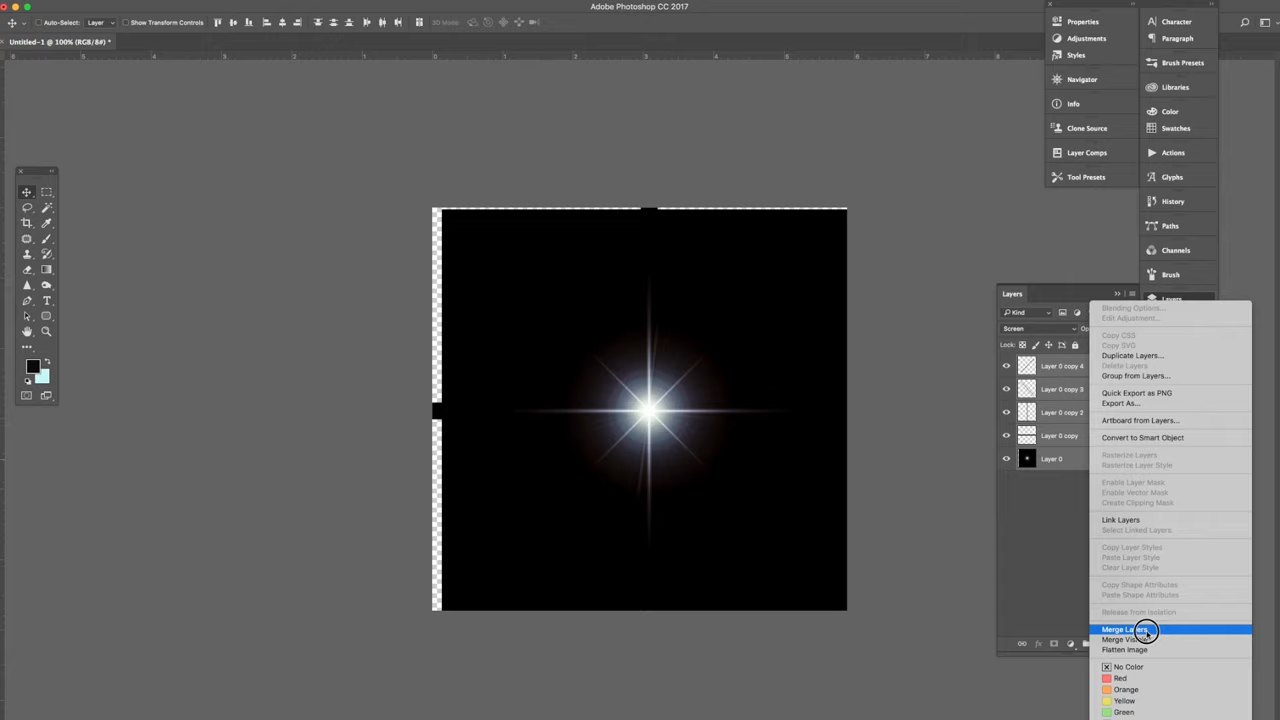 Adobe Photoshop CC 2017
Auto-Select: Layer Show Transform Controls 3D Mode:
Untitled-1 @ 100% (RGB/8#) *
Properties
Adjustments
Styles
Navigator
Info
Clone Source
Layer Comps
Tool Presets
Character
Paragraph
Brush Presets
Libraries
Color
Swatches
Actions
Glyphs
History
Paths
Channels
Brush
Layers
Layers
Kind
Screen
Lock:
Layer 0 copy 4
Layer 0 copy 3
Layer 0 copy 2
Layer 0 copy
Layer 0
fx
Blending Options...
Edit Adjustment...
Copy CSS
Copy SVG
Duplicate Layers...
Delete Layers
Group from Layers...
Quick Export as PNG
Export As...
Artboard from Layers...
Convert to Smart Object
Rasterize Layers
Rasterize Layer Style
Enable Layer Mask
Enable Vector Mask
Create Clipping Mask
Link Layers
Select Linked Layers
Copy Layer Styles
Paste Layer Style
Clear Layer Style
Copy Shape Attributes
Paste Shape Attributes
Release from Isolation
Merge Layers
Merge Visible
Flatten Image
No Color
Red
Orange
Yellow
Green